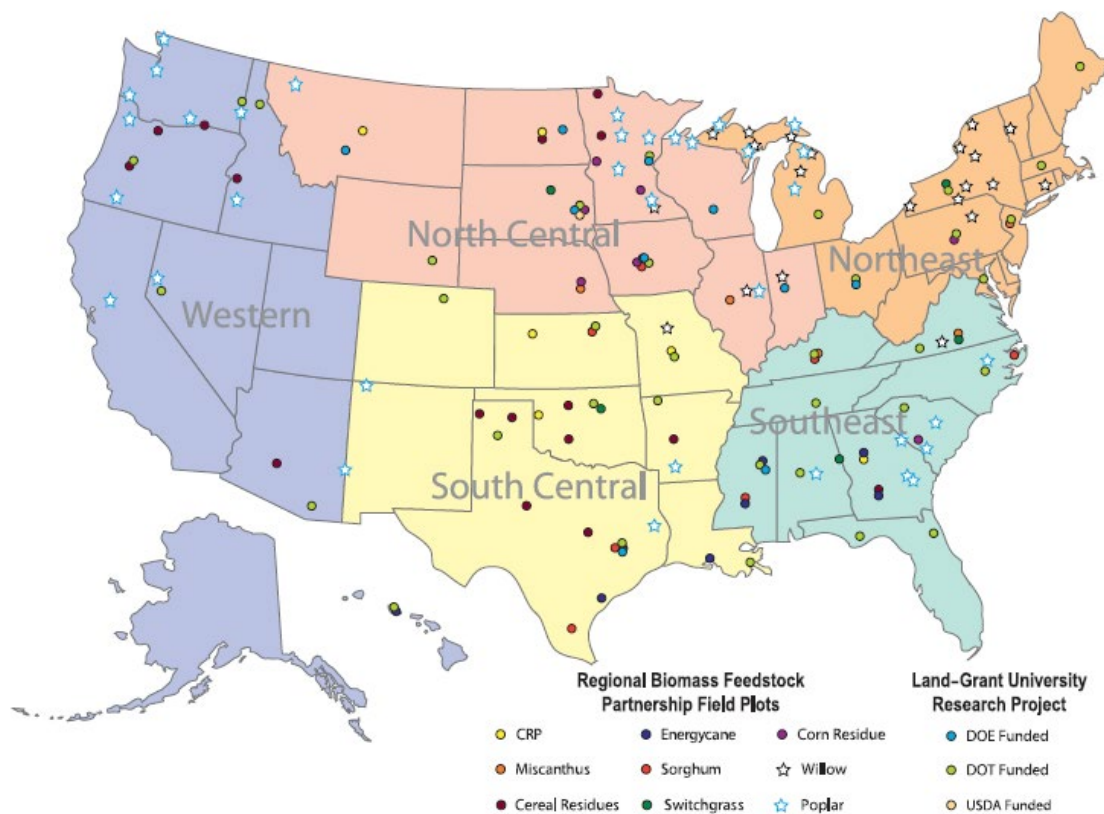 North Central
Northeast
Western
Southeast
South Central
Regional Biomass Feedstock
Partnership Field Plots
Land-Grant University
Research Project
CRP
Energycane
Corn Residue
DOE Funded
Miscanthus
Sorghum
Willow
DOT Funded
Cereal Residues
Switchgrass
Poplar
USDA Funded